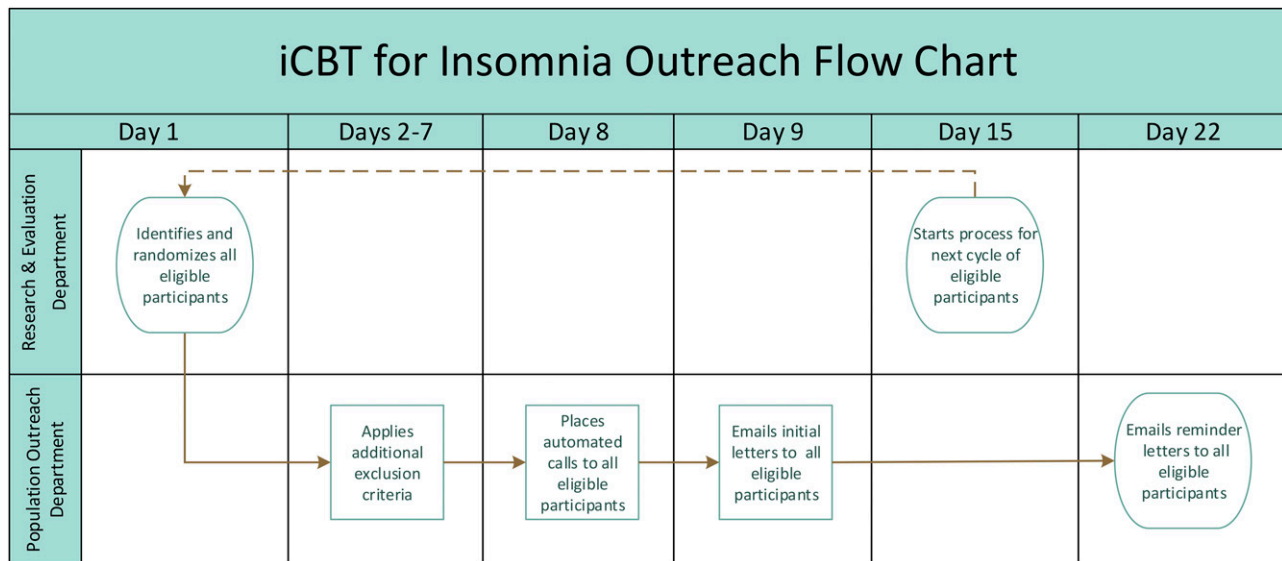 iCBT for Insomnia Outreach Flow Chart
Day 1
Days 2-7
Day 8
Day 9
Day 15
Day 22
Research & Evaluation
Department
Identifies and
randomizes all
eligible
participants
Starts process for
next cycle of
eligible
participants
Population Outreach
Department
Applies
additional
exclusion
criteria
Places
automated
calls to all
eligible
participants
Emails initial
letters to all
eligible
participants
Emails reminder
letters to all
eligible
participants